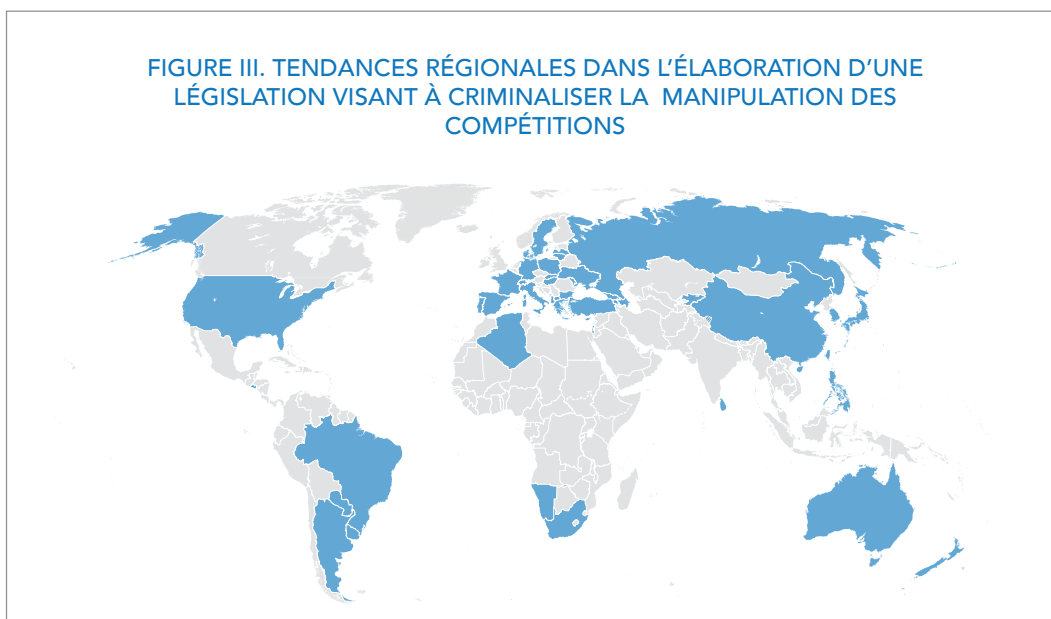 FIGURE III. TENDANCES RÉGIONALES DANS L’ÉLABORATION D’UNE
LÉGISLATION VISANT À CRIMINALISER LA MANIPULATION DES
COMPÉTITIONS